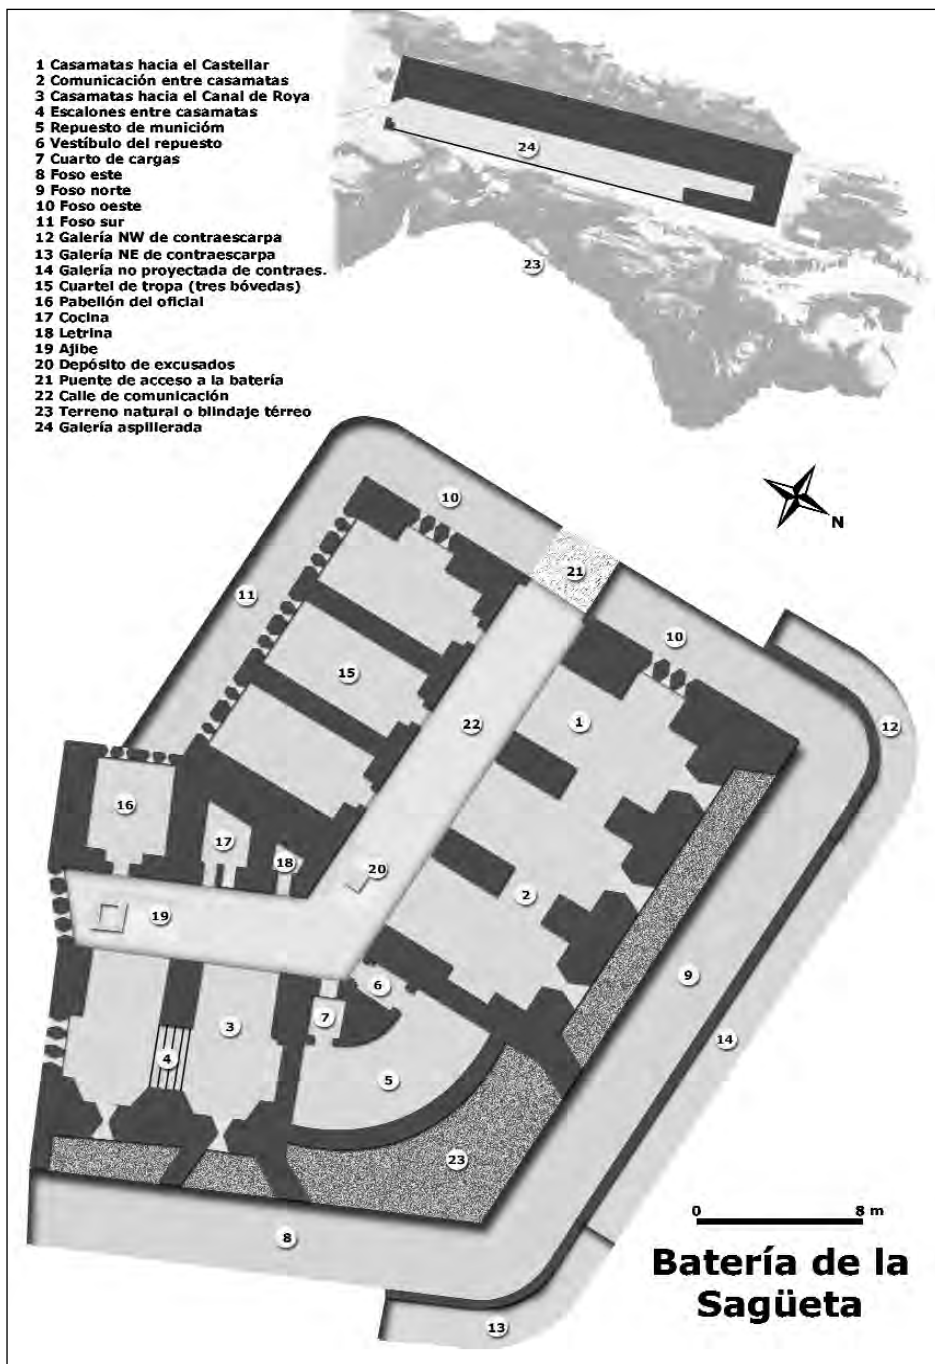 1 Casamatas hacia el Castellar
2 Comunicación entre casamatas
3 Casamatas hacia el Canal de Roya
4 Escalones entre casamatas
5 Repuesto de municióm
6 Vestíbulo del repuesto
7 Cuarto de cargas
8 Foso este
9 Foso norte
10 Foso oeste
11 Foso sur
12 Galería NW de contraescarpa
13 Galería NE de contraescarpa
14 Galería no proyectada de contraes.
15 Cuartel de tropa (tres bóvedas)
16 Pabellón del oficial
17 Cocina
18 Letrina
19 Ajibe
20 Depósito de excusados
21 Puente de acceso a la batería
22 Calle de comunicación
23 Terreno natural o blindaje térreo
24 Galería aspillerada
24
23
10
N
21
11
10
15
1
22
12
16
17
18
20
2
19
9
6
7
3
14
4
5
23
0 8 m
8
Batería de la
Sagüeta
13